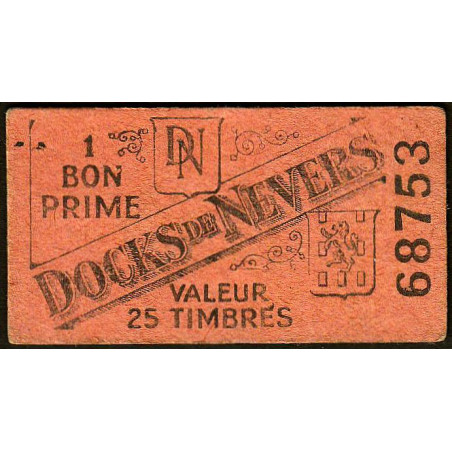 1
BON
PRIME
DN
DOCKS DE NEVERS
VALEUR
25 TIMBRES
68753